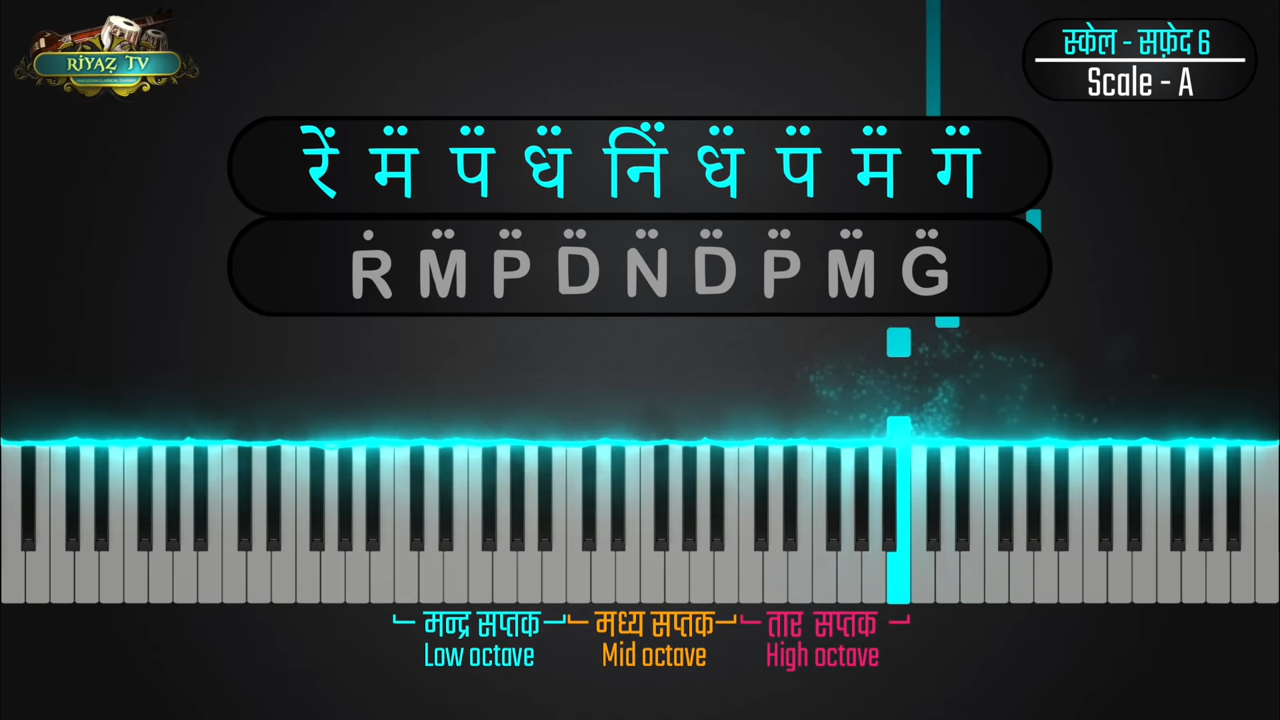 RiYAZ TV
स्केल - सफ़ेद 6
Scale - A
रें म̈ प̈ ध̈ निं̈ ध̈ प̈ म̈ ग̈
Ṙ M̈ P̈ D̈ N̈ D̈ P̈ M̈ G̈
मन्द्र सप्तक मध्य सप्तक तार सप्तक
Low octave Mid octave High octave